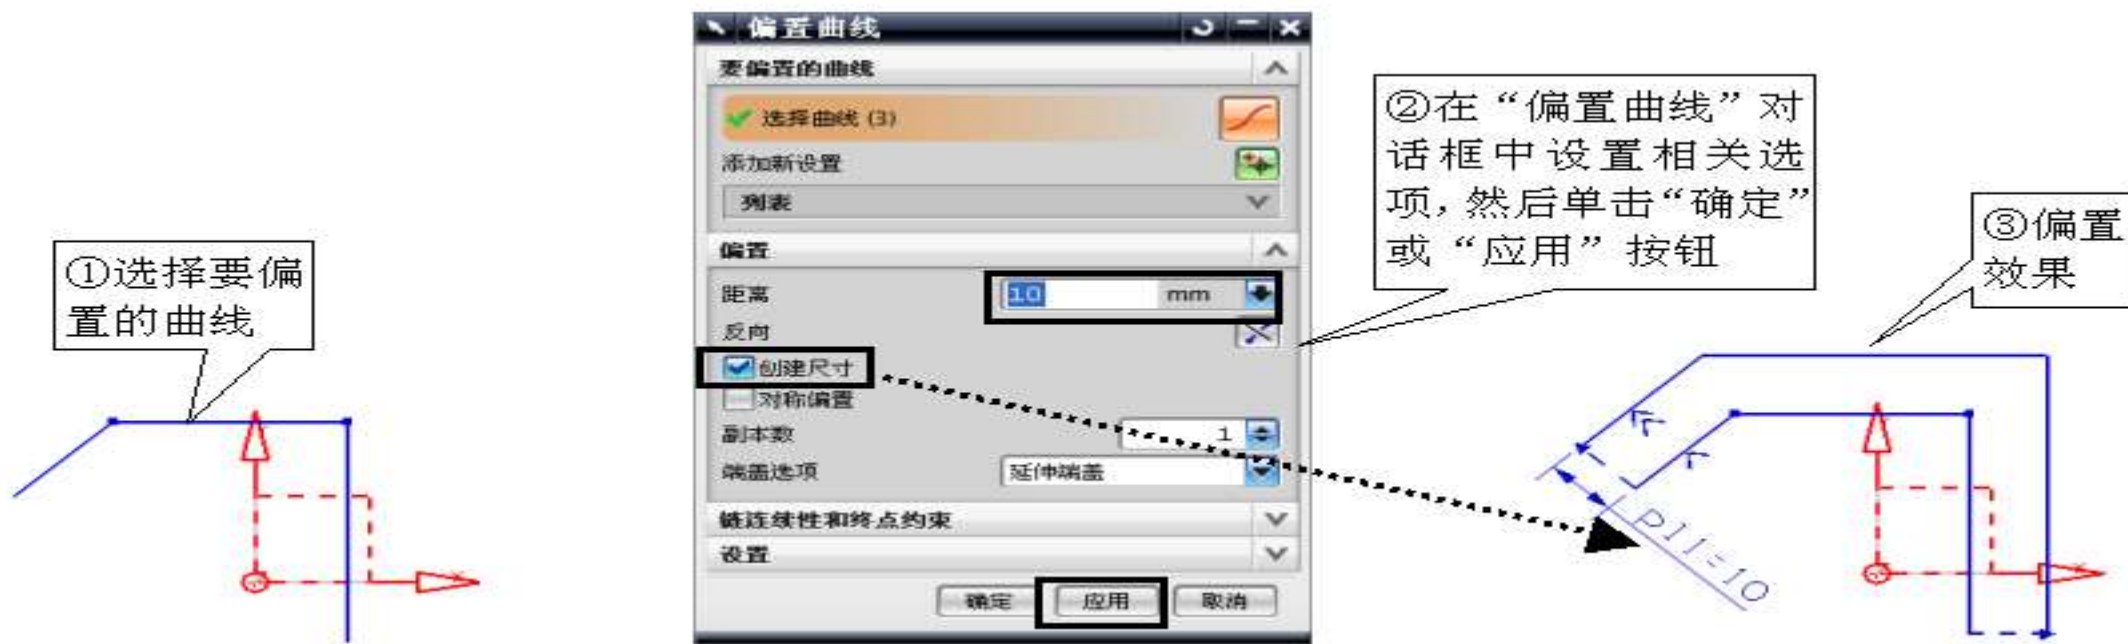 ①选择要偏
置的曲线
偏置曲线
要偏置的曲线
选择曲线 (3)
添加新设置
列表
偏置
距离
10 mm
反向
创建尺寸
对称偏置
副本数
1
端盖选项
延伸端盖
链连续性和终点约束
设置
确定
应用
取消
②在“偏置曲线”对
话框中设置相关选
项,然后单击“确定”
或“应用”按钮
③偏置
效果
p11=10